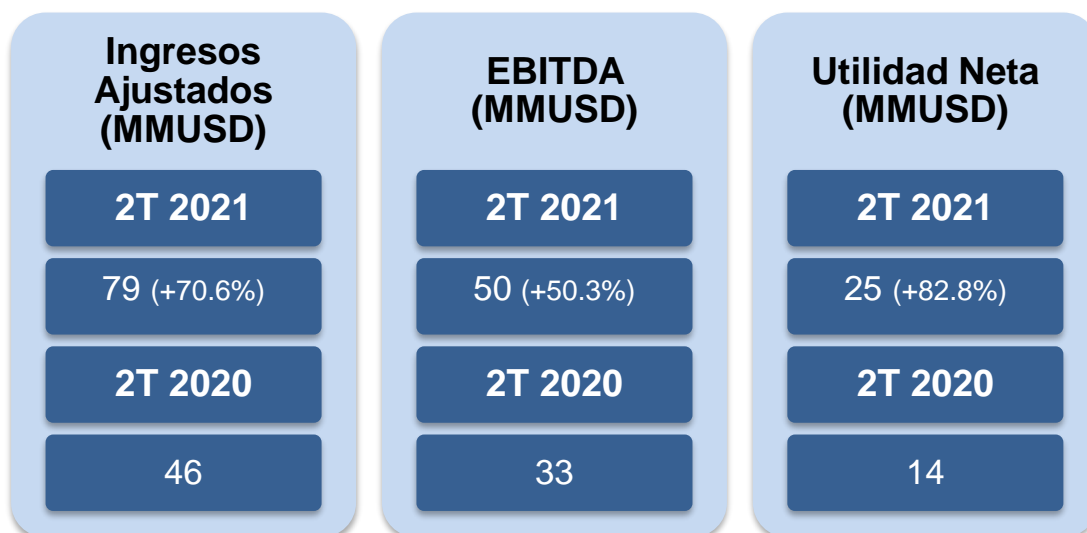 Ingresos
Ajustados
(MMUSD)
2T 2021
79 (+70.6%)
2T 2020
46
EBITDA
(MMUSD)
2T 2021
50 (+50.3%)
2T 2020
33
Utilidad Neta
(MMUSD)
2T 2021
25 (+82.8%)
2T 2020
14